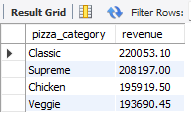 Result Grid Filter Rows:
pizza_category revenue
Classic 220053.10
Supreme 208197.00
Chicken 195919.50
Veggie 193690.45